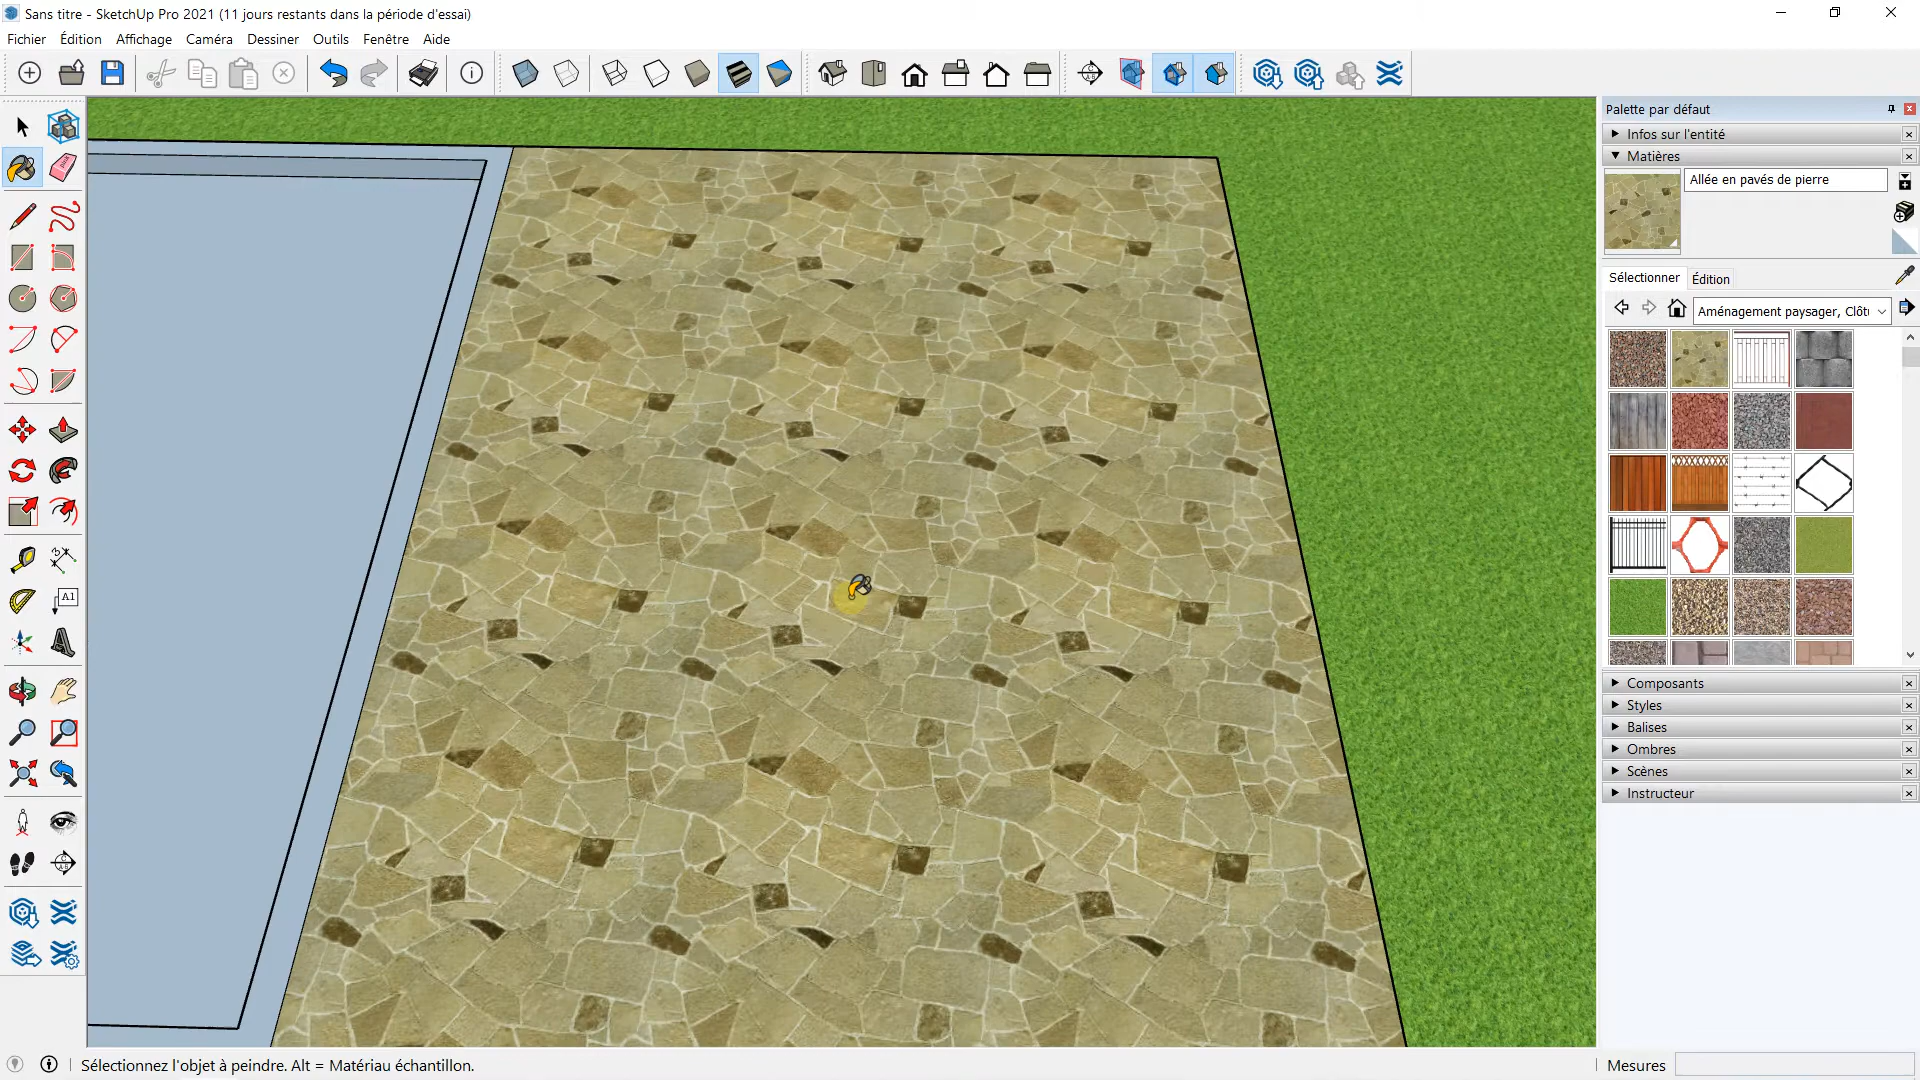 Sans titre - SketchUp Pro 2021 (11 jours restants dans la période d'essai)
Fichier Édition Affichage Caméra Dessiner Outils Fenêtre Aide
Palette par défaut
Infos sur l'entité
Matières
Allée en pavés de pierre
Sélectionner Édition
Aménagement paysager, Clôtu
A1
Composants
Styles
Balises
Ombres
Scènes
Instructeur
Sélectionnez l'objet à peindre. Alt = Matériau échantillon.
Mesures